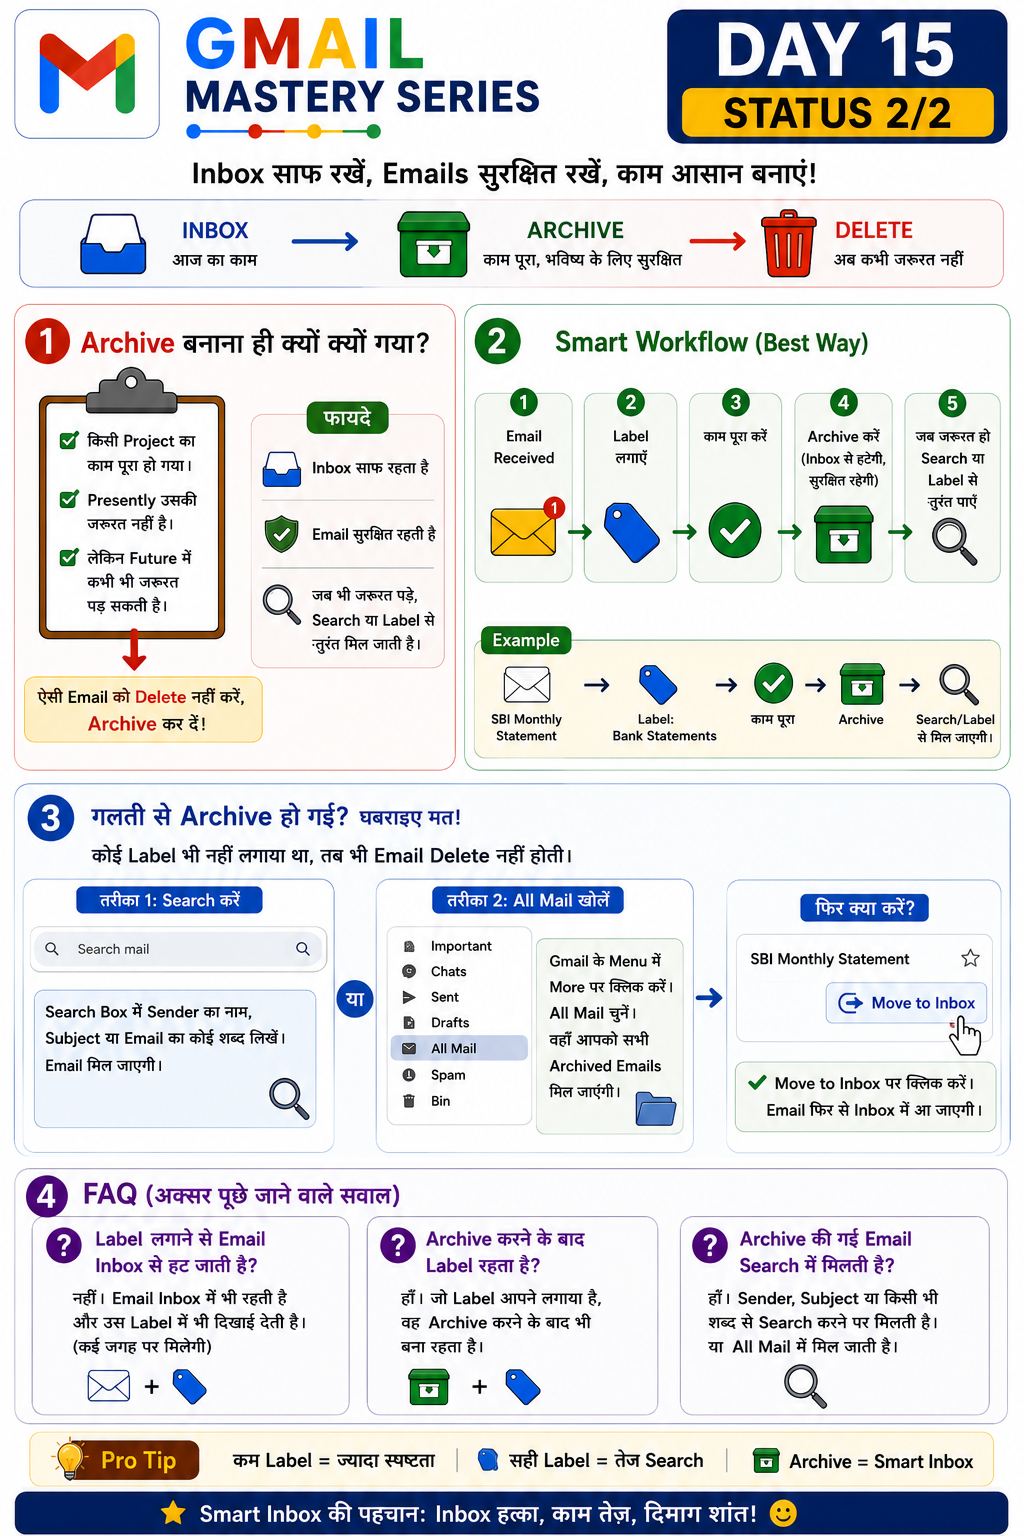 GMAIL
MASTERY SERIES
DAY 15
STATUS 2/2
Inbox साफ रखें, Emails सुरक्षित रखें, काम आसान बनाएं!
INBOX
आज का काम
ARCHIVE
काम पूरा, भविष्य के लिए सुरक्षित
DELETE
अब कभी जरूरत नहीं
1 Archive बनाना ही क्यों क्यों गया?
किसी Project का
काम पूरा हो गया।
Presently उसकी
जरूरत नहीं है।
लेकिन Future में
कभी भी जरूरत
पड़ सकती है।
फायदे
Inbox साफ रहता है
Email सुरक्षित रहती है
जब भी जरूरत पड़े,
Search या Label से
तुरंत मिल जाती है।
ऐसी Email को Delete नहीं करें,
Archive कर दें!
2 Smart Workflow (Best Way)
1
Email
Received
1
2
Label
लगाएँ
3
काम पूरा करें
4
Archive करें
(Inbox से हटेगी,
सुरक्षित रहेगी)
5
जब जरूरत हो
Search या
Label से
तुरंत पाएँ
Example
SBI Monthly
Statement
Label:
Bank Statements
काम पूरा
Archive
Search/Label
से मिल जाएगी।
3 गलती से Archive हो गई? घबराइए मत!
कोई Label भी नहीं लगाया था, तब भी Email Delete नहीं होती।
तरीका 1: Search करें
Search mail
Search Box में Sender का नाम,
Subject या Email का कोई शब्द लिखें।
Email मिल जाएगी।
या
तरीका 2: All Mail खोलें
Important
Chats
Sent
Drafts
All Mail
Spam
Bin
Gmail के Menu में
More पर क्लिक करें।
All Mail चुनें।
वहाँ आपको सभी
Archived Emails
मिल जाएंगी।
फिर क्या करें?
SBI Monthly Statement
Move to Inbox
Move to Inbox पर क्लिक करें।
Email फिर से Inbox में आ जाएगी।
4 FAQ (अक्सर पूछे जाने वाले सवाल)
? Label लगाने से Email
Inbox से हट जाती है?
नहीं। Email Inbox में भी रहती है
और उस Label में भी दिखाई देती है।
(कई जगह पर मिलेगी)
+
? Archive करने के बाद
Label रहता है?
हाँ। जो Label आपने लगाया है,
वह Archive करने के बाद भी
बना रहता है।
+
? Archive की गई Email
Search में मिलती है?
हाँ। Sender, Subject या किसी भी
शब्द से Search करने पर मिलती है।
या All Mail में मिल जाती है।
Pro Tip
कम Label = ज्यादा स्पष्टता
सही Label = तेज Search
Archive = Smart Inbox
Smart Inbox की पहचान: Inbox हल्का, काम तेज़, दिमाग शांत!